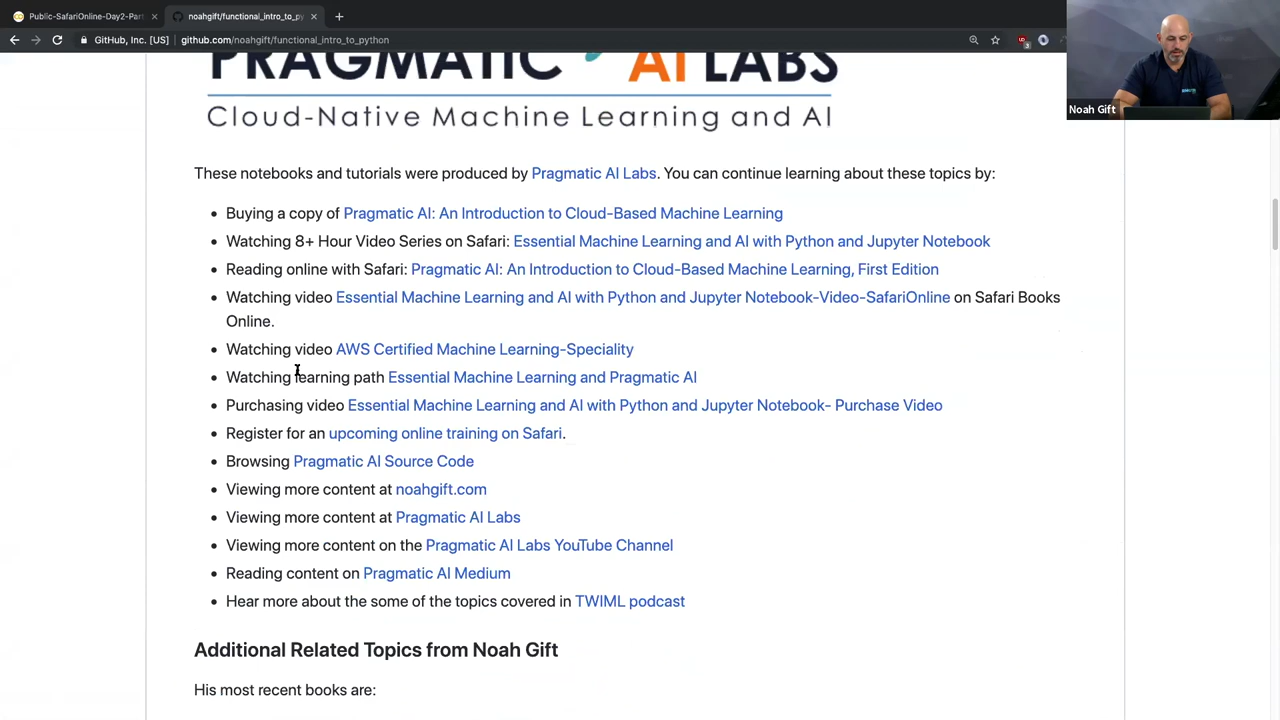 Public-SafariOnline-Day2-Part
noahgift/functional_intro_to_py
GitHub, Inc. [US]
github.com/noahgift/functional_intro_to_python
Noah Gift
PRAGMATIC AI LABS
Cloud-Native Machine Learning and AI
These notebooks and tutorials were produced by Pragmatic AI Labs. You can continue learning about these topics by:
• Buying a copy of Pragmatic AI: An Introduction to Cloud-Based Machine Learning
• Watching 8+ Hour Video Series on Safari: Essential Machine Learning and AI with Python and Jupyter Notebook
• Reading online with Safari: Pragmatic AI: An Introduction to Cloud-Based Machine Learning, First Edition
• Watching video Essential Machine Learning and AI with Python and Jupyter Notebook-Video-SafariOnline on Safari Books
Online.
• Watching video AWS Certified Machine Learning-Speciality
• Watching learning path Essential Machine Learning and Pragmatic AI
• Purchasing video Essential Machine Learning and AI with Python and Jupyter Notebook- Purchase Video
• Register for an upcoming online training on Safari.
• Browsing Pragmatic AI Source Code
• Viewing more content at noahgift.com
• Viewing more content at Pragmatic AI Labs
• Viewing more content on the Pragmatic AI Labs YouTube Channel
• Reading content on Pragmatic AI Medium
• Hear more about the some of the topics covered in TWIML podcast
Additional Related Topics from Noah Gift
His most recent books are: